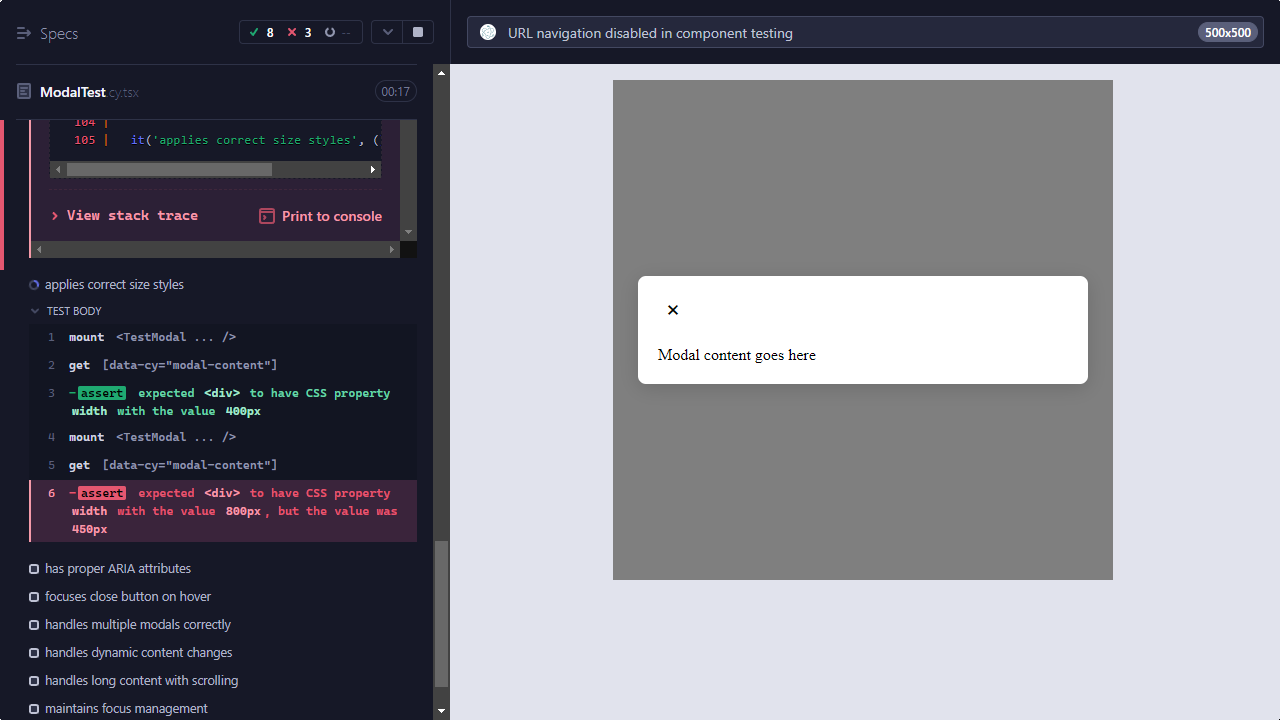 Specs
8 3 --
URL navigation disabled in component testing
500x500
ModalTest.cy.tsx
00:17
104 |
105 | it('applies correct size styles', (
View stack trace
Print to console
applies correct size styles
TEST BODY
1 mount <TestModal ... />
2 get [data-cy="modal-content"]
3 -assert expected <div> to have CSS property
width with the value 400px
4 mount <TestModal ... />
5 get [data-cy="modal-content"]
6 -assert expected <div> to have CSS property
width with the value 800px, but the value was
450px
has proper ARIA attributes
focuses close button on hover
handles multiple modals correctly
handles dynamic content changes
handles long content with scrolling
maintains focus management
×
Modal content goes here